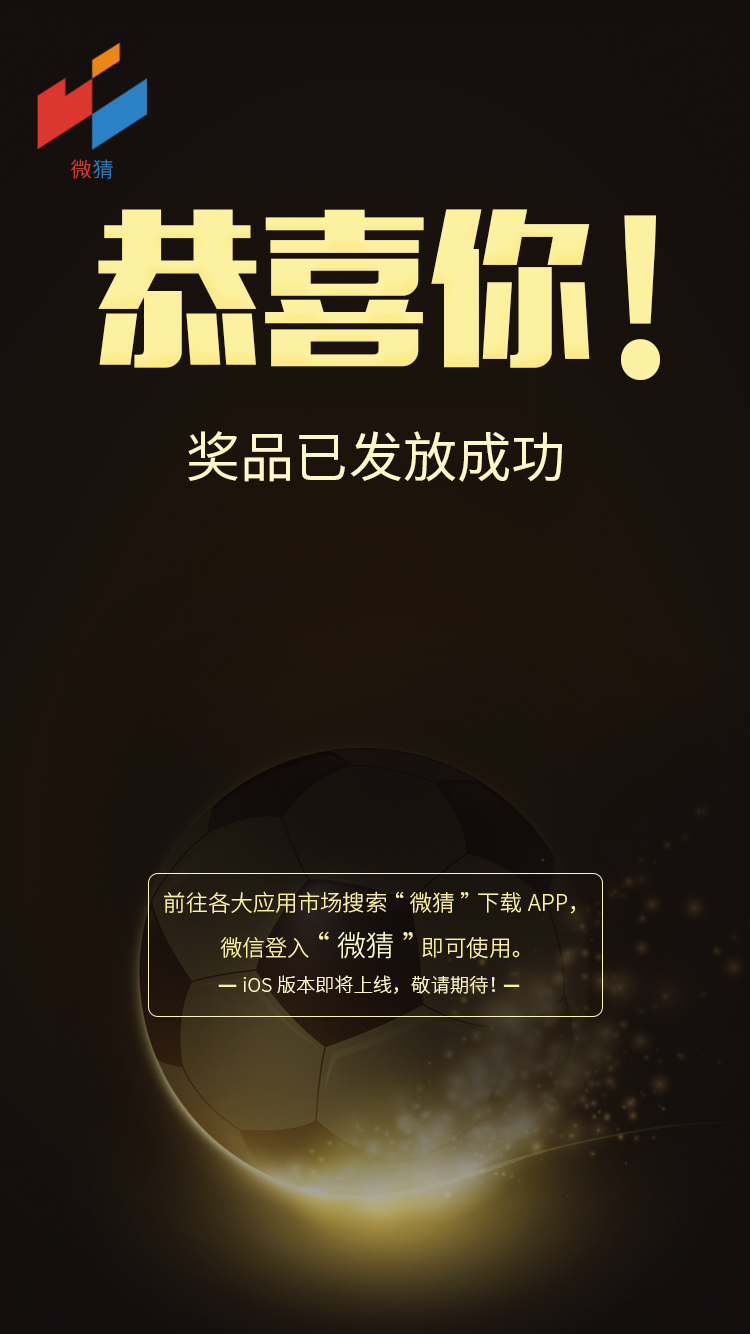 微猜
恭喜你！
奖品已发放成功
前往各大应用市场搜索“微猜”下载 APP，
微信登入“微猜”即可使用。
— iOS 版本即将上线，敬请期待！—